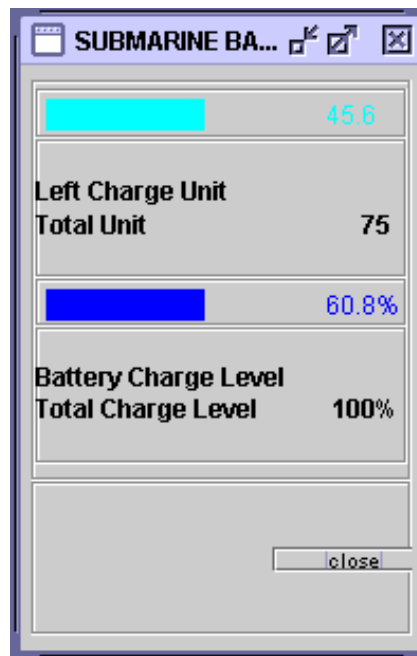 SUBMARINE BA...
45.6
Left Charge Unit
Total Unit 75
60.8%
Battery Charge Level
Total Charge Level 100%
close